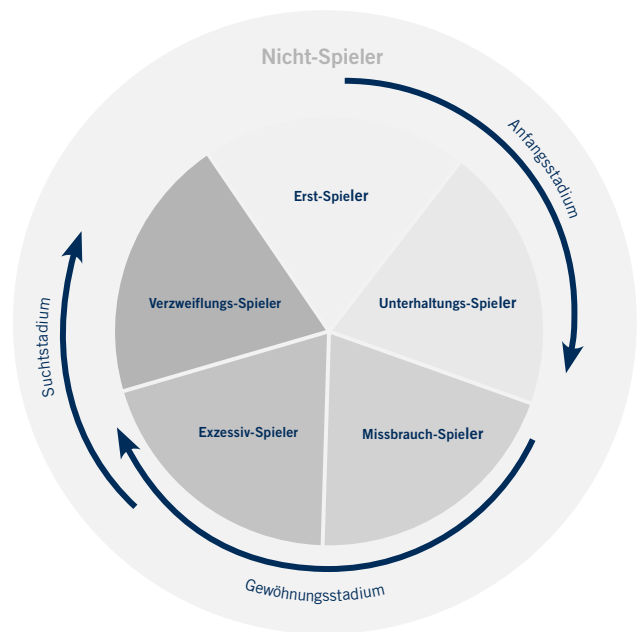 Nicht-Spieler
Anfangsstadium
Erst-Spieler
Unterhaltungs-Spieler
Verzweiflungs-Spieler
Suchtstadium
Exzessiv-Spieler
Missbrauch-Spieler
Gewöhnungsstadium